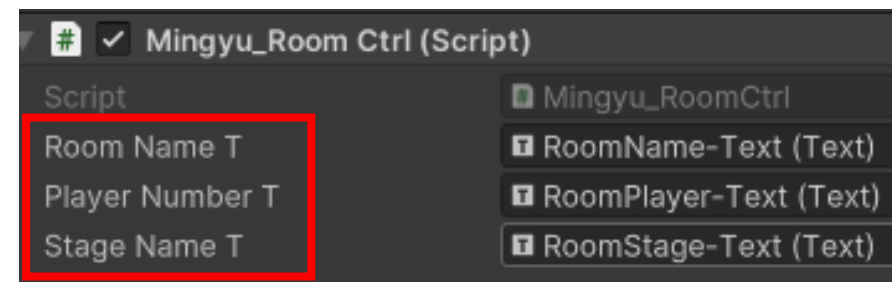 # Mingyu_Room Ctrl (Script)
Script # Mingyu_RoomCtrl
Room Name T T RoomName-Text (Text)
Player Number T T RoomPlayer-Text (Text)
Stage Name T T RoomStage-Text (Text)